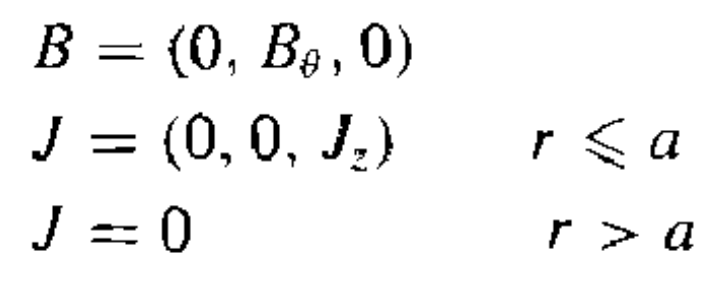 B = (0, B_θ, 0)
J = (0, 0, J_z) r ⩽ a
J = 0 r > a